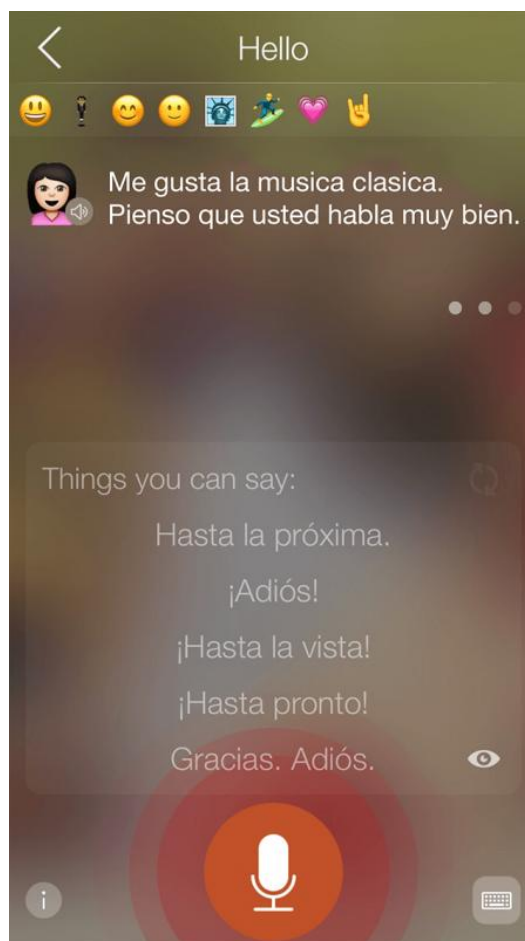 Hello
Me gusta la musica clasica.
Pienso que usted habla muy bien.
Things you can say:
Hasta la próxima.
¡Adiós!
¡Hasta la vista!
¡Hasta pronto!
Gracias. Adiós.
i